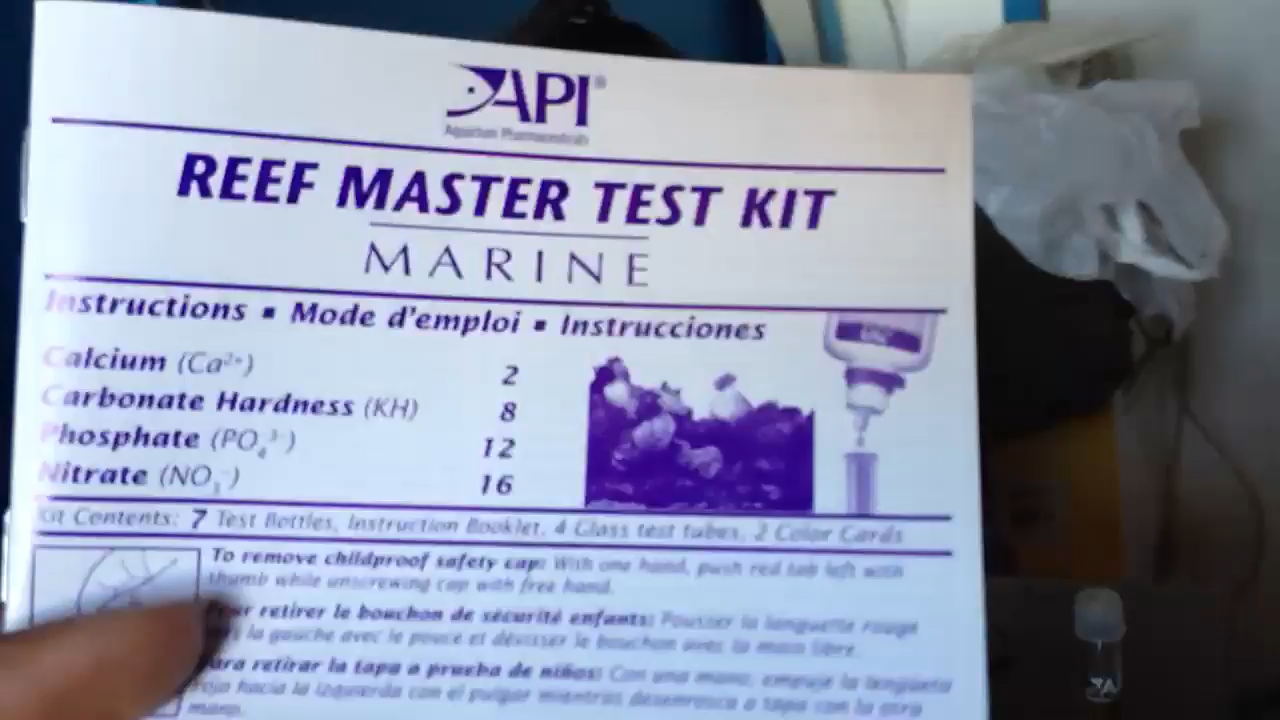 API®
Aquarium Pharmaceuticals
REEF MASTER TEST KIT
MARINE
Instructions ▪ Mode d'emploi ▪ Instrucciones
Calcium (Ca²⁺) 2
Carbonate Hardness (KH) 8
Phosphate (PO₄³⁻) 12
Nitrate (NO₃⁻) 16
Kit Contents: 7 Test Bottles, Instruction Booklet, 4 Glass test tubes, 2 Color Cards
To remove childproof safety cap: With one hand, push red tab left with
thumb while unscrewing cap with free hand.
Pour retirer le bouchon de sécurité enfants: Pousser la languette rouge
la gauche avec le pouce et dévisser le bouchon avec la main libre.
Para retirar la tapa a prueba de niños: Con una mano, empuje la lengüeta
roja hacia la izquierda con el pulgar mientras desenrosca a tapa con la otra
mano.